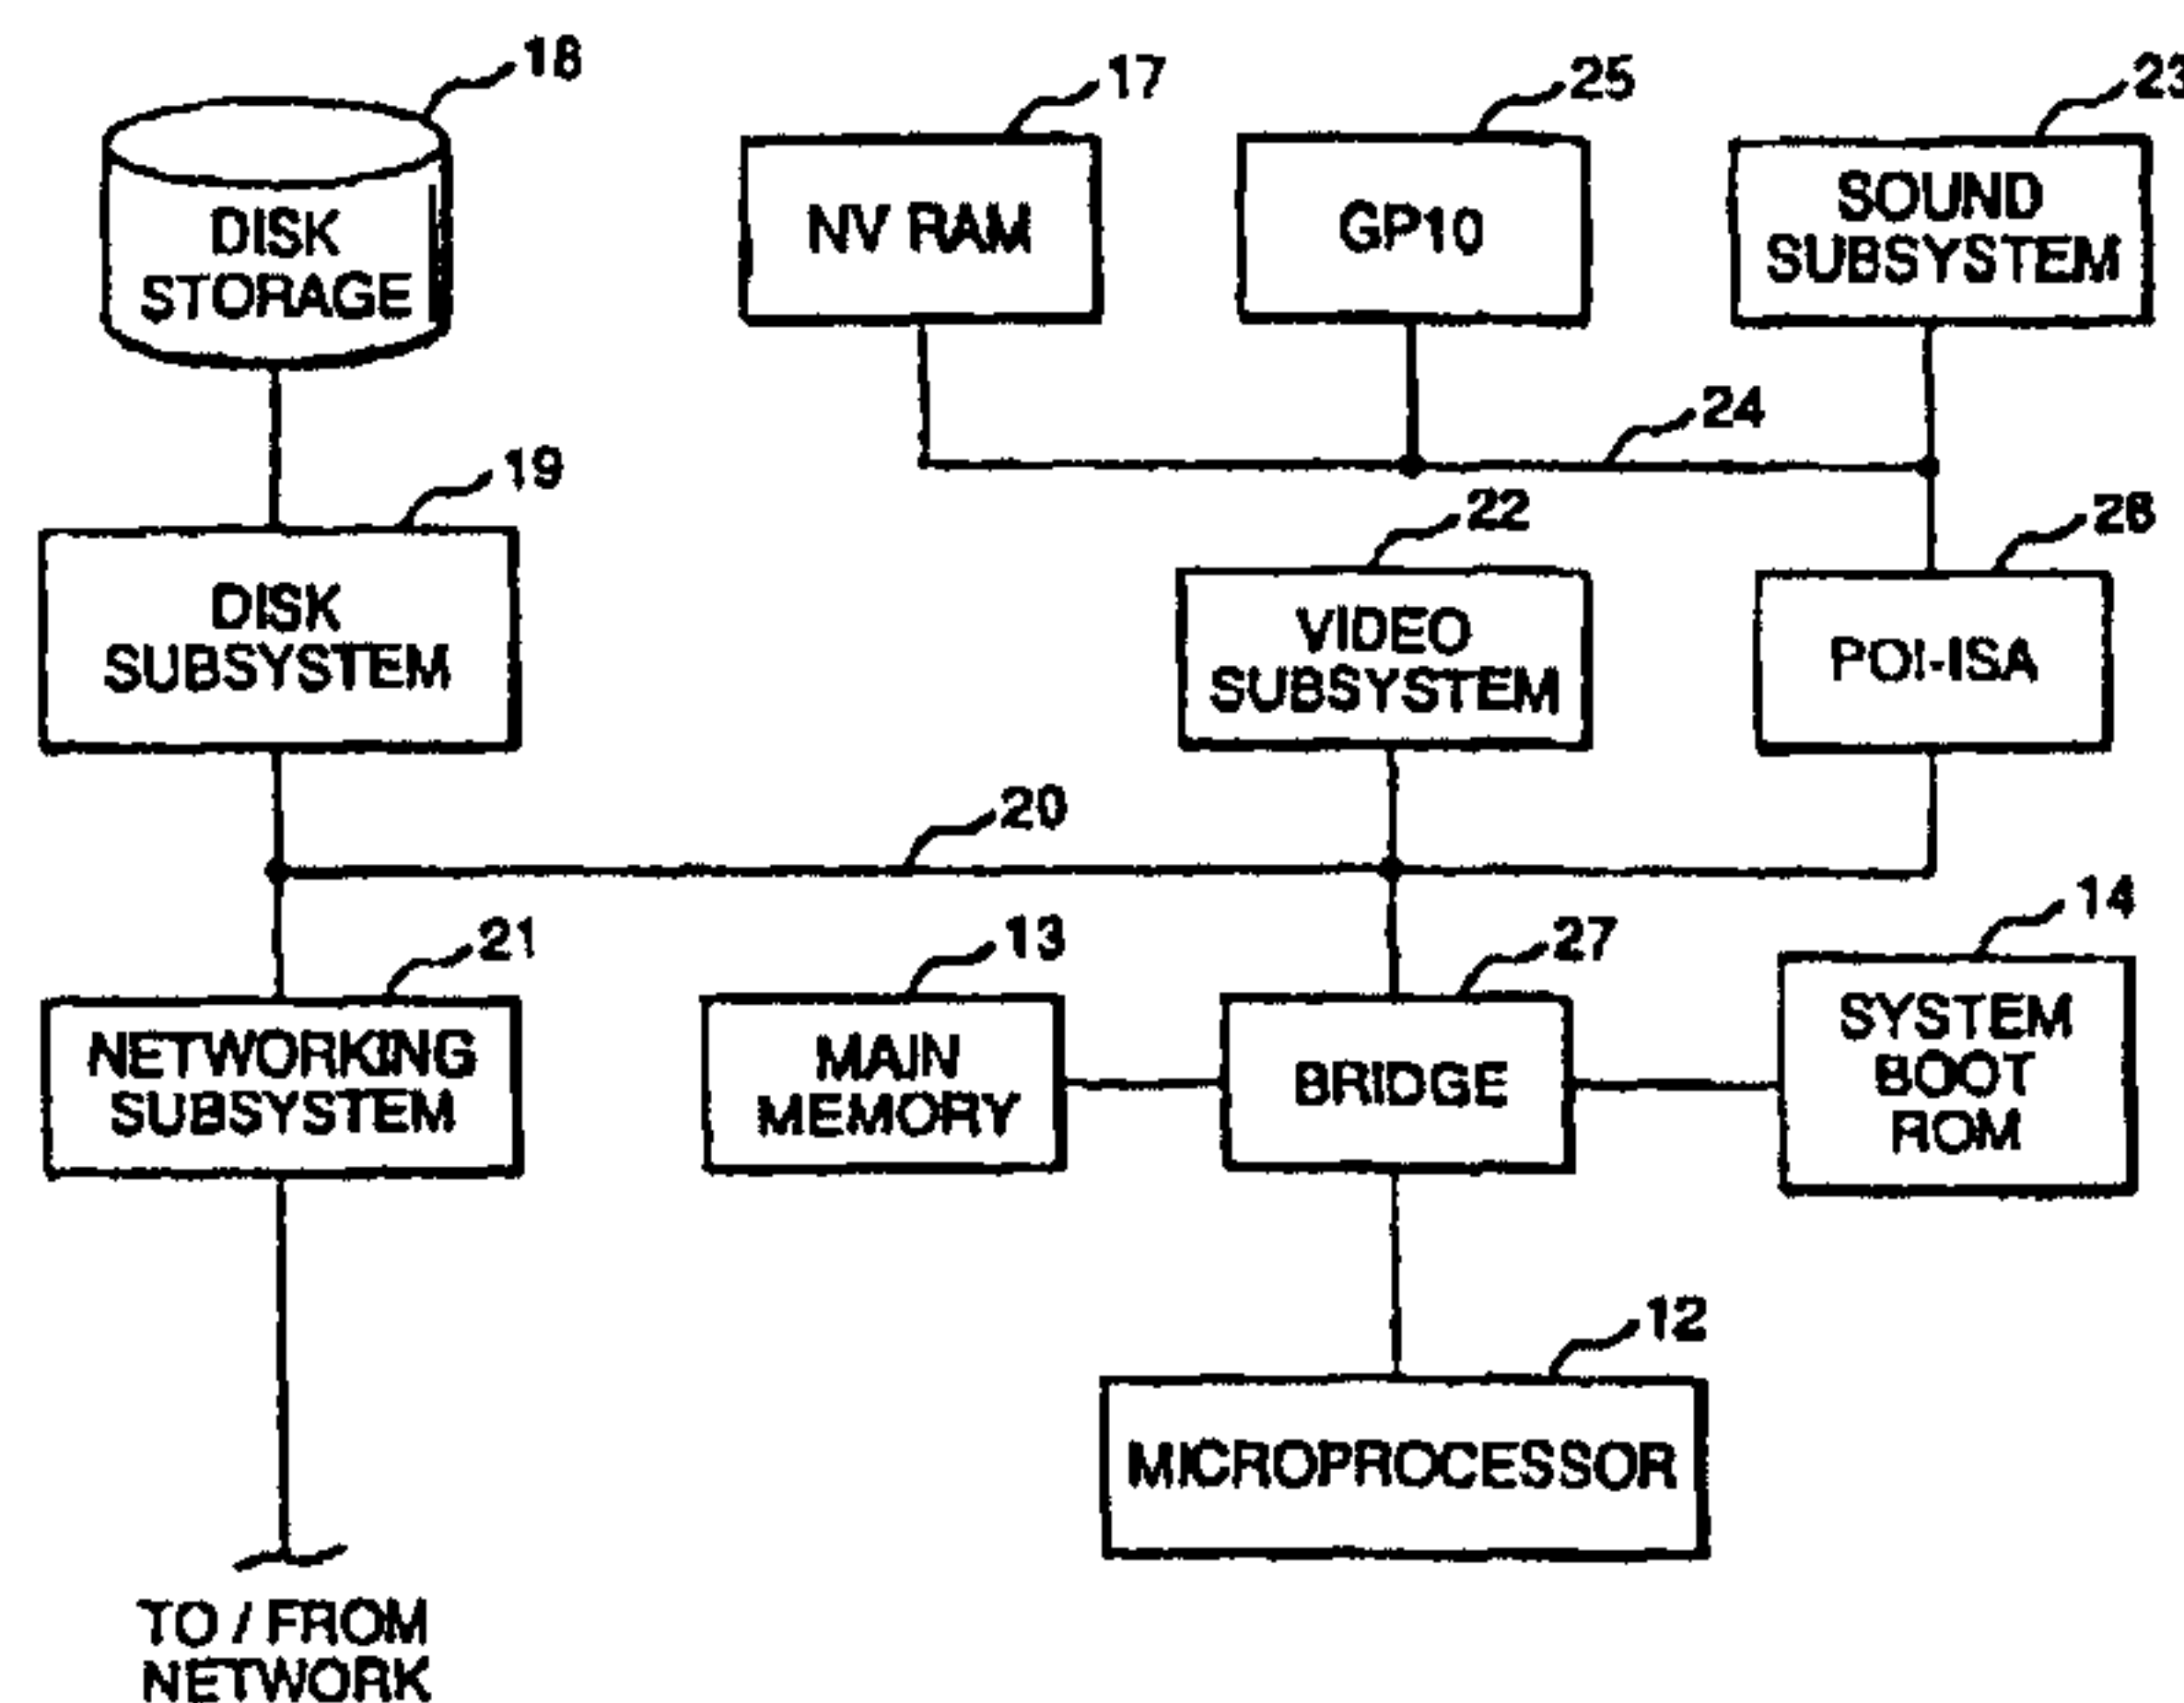 18
17
25
23
DISK
STORAGE
NV RAM
GP10
SOUND
SUBSYSTEM
24
19
22
26
DISK
SUBSYSTEM
VIDEO
SUBSYSTEM
POI-ISA
20
14
21
13
27
NETWORKING
SUBSYSTEM
MAIN
MEMORY
BRIDGE
SYSTEM
BOOT
ROM
12
MICROPROCESSOR
TO / FROM
NETWORK